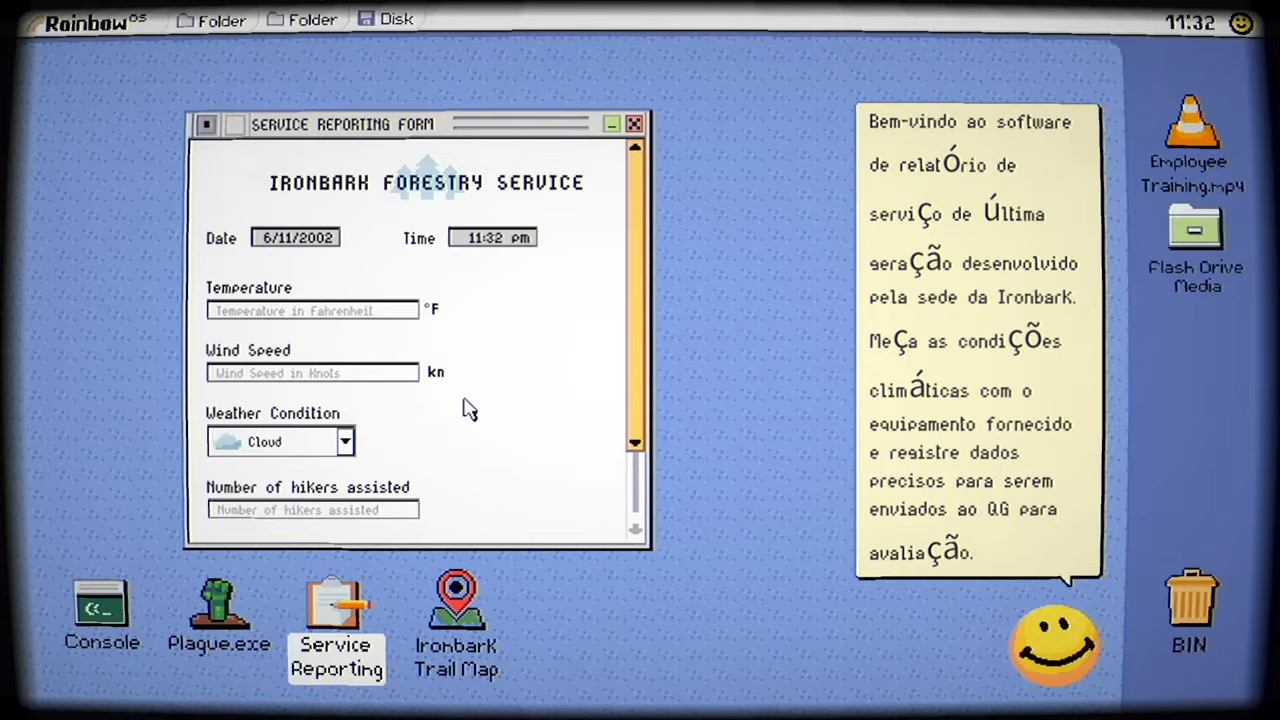 Rainbow OS
Folder
Folder
Disk
11:32
SERVICE REPORTING FORM
IRONBARK FORESTRY SERVICE
Date 6/11/2002 Time 11:32 pm
Temperature
Temperature in Fahrenheit °F
Wind Speed
Wind Speed in Knots kn
Weather Condition
Cloud
Number of hikers assisted
Number of hikers assisted
Bem-vindo ao software
de relatÓrio de
serviÇo de Última
geraÇÃo desenvolvido
pela sede da Ironbark.
MeÇa as condiÇÕes
climÁticas com o
equipamento fornecido
e registre dados
precisos para serem
enviados ao QG para
avaliaÇÃo.
Employee
Training.mp4
Flash Drive
Media
Console
Plague.exe
Service
Reporting
Ironbark
Trail Map
BIN